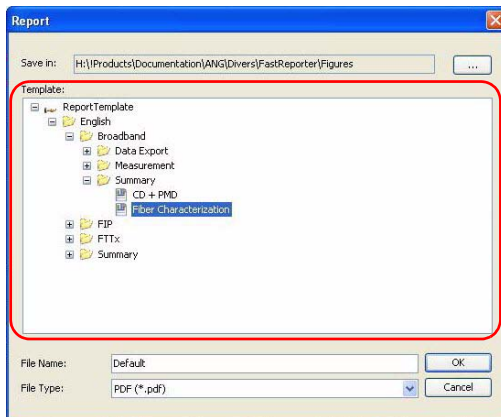 Report
Save in: H:\!Products\Documentation\ANG\Divers\FastReporter\Figures ...
Template:
ReportTemplate
English
Broadband
Data Export
Measurement
Summary
CD + PMD
Fiber Characterization
FIP
FTTx
Summary
File Name: Default OK
File Type: PDF (*.pdf) Cancel